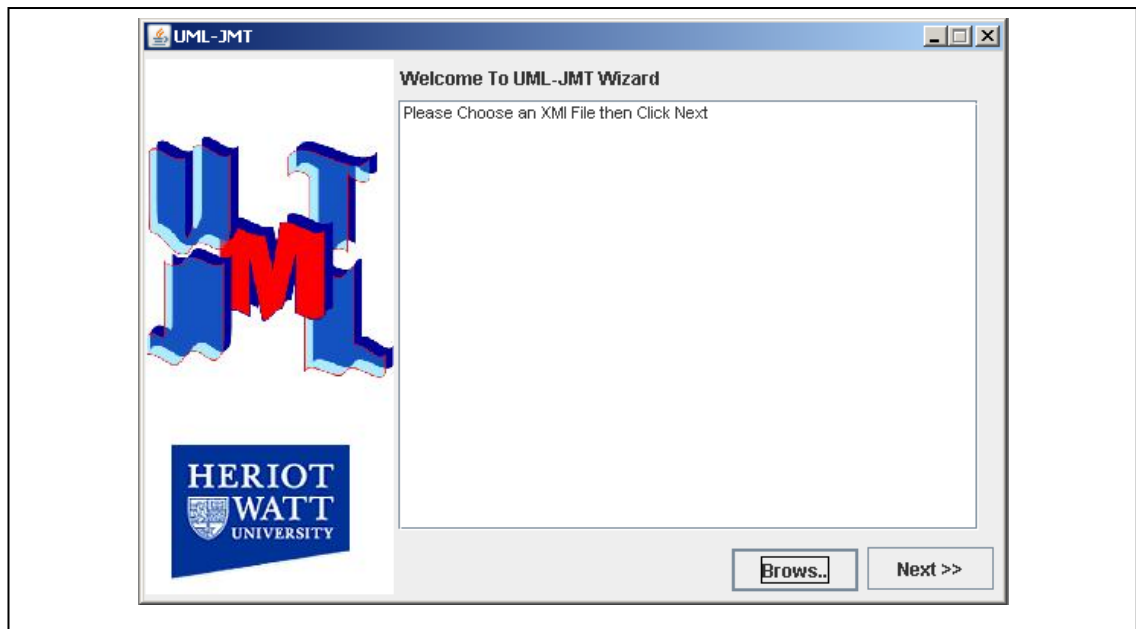 UML-JMT
Welcome To UML-JMT Wizard
Please Choose an XMI File then Click Next
U T
M
J L
HERIOT
WATT
UNIVERSITY
Brows..
Next >>